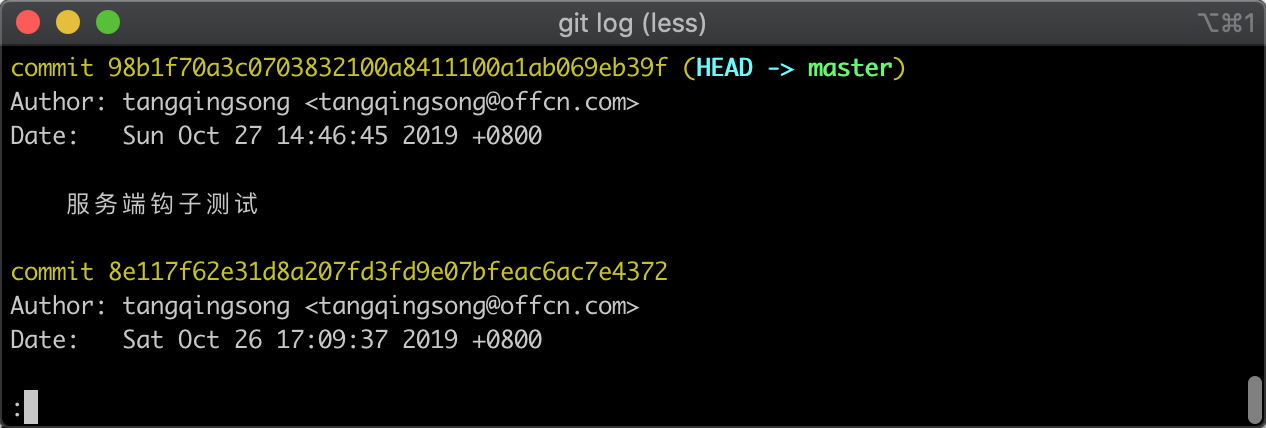 git log (less)
⌥⌘1
commit 98b1f70a3c0703832100a8411100a1ab069eb39f (HEAD -> master)
Author: tangqingsong <tangqingsong@offcn.com>
Date:   Sun Oct 27 14:46:45 2019 +0800
服务端钩子测试
commit 8e117f62e31d8a207fd3fd9e07bfeac6ac7e4372
Author: tangqingsong <tangqingsong@offcn.com>
Date:   Sat Oct 26 17:09:37 2019 +0800
: